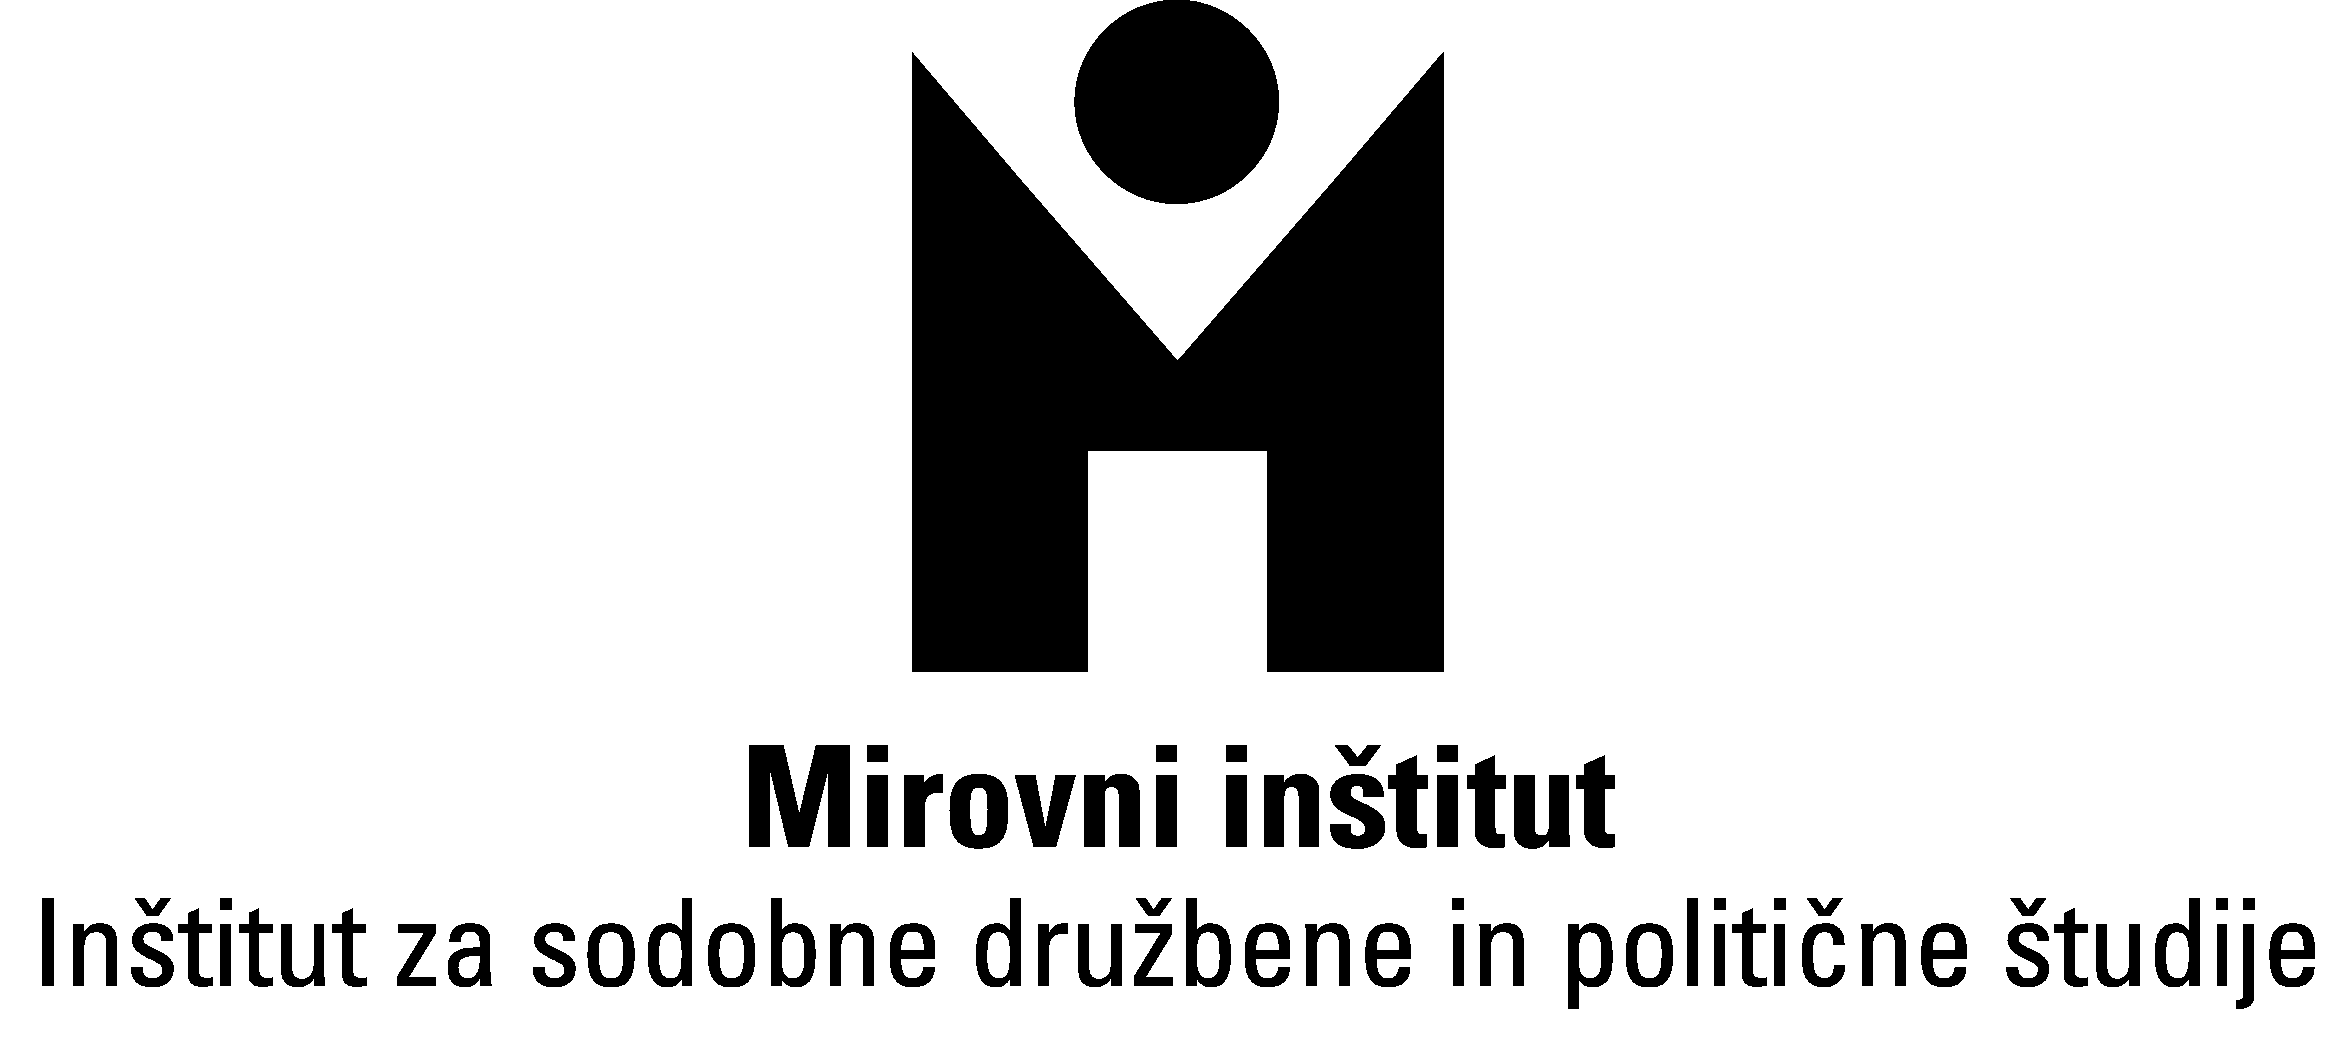 Mirovni inštitut
Inštitut za sodobne družbene in politične študije